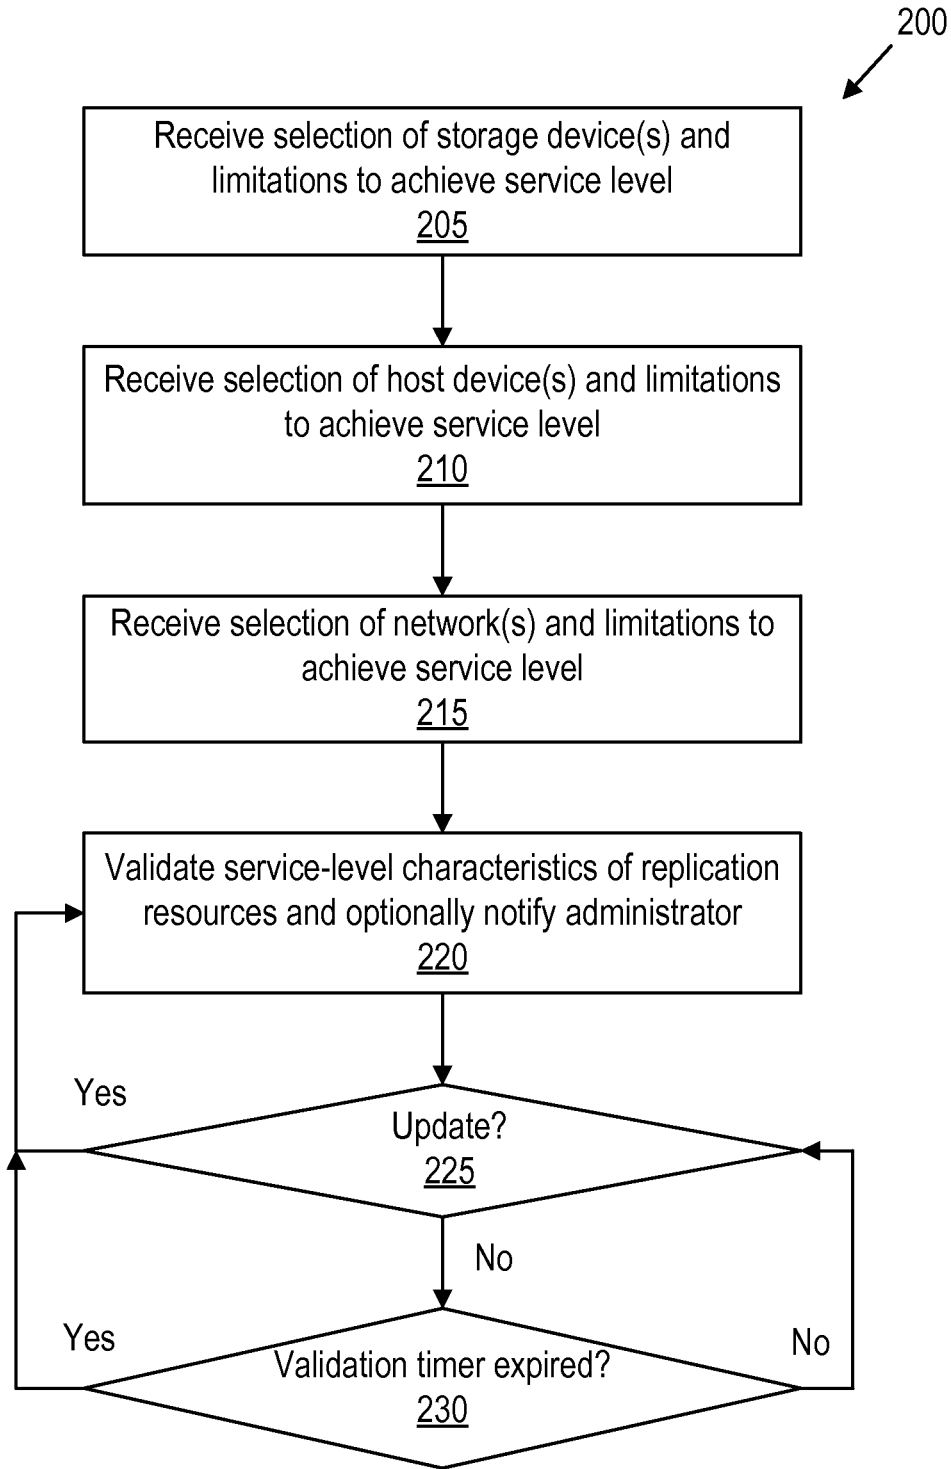 200
Receive selection of storage device(s) and
limitations to achieve service level
205
Receive selection of host device(s) and limitations
to achieve service level
210
Receive selection of network(s) and limitations to
achieve service level
215
Validate service-level characteristics of replication
resources and optionally notify administrator
220
Yes
Update?
225
No
Yes
Validation timer expired?
230
No